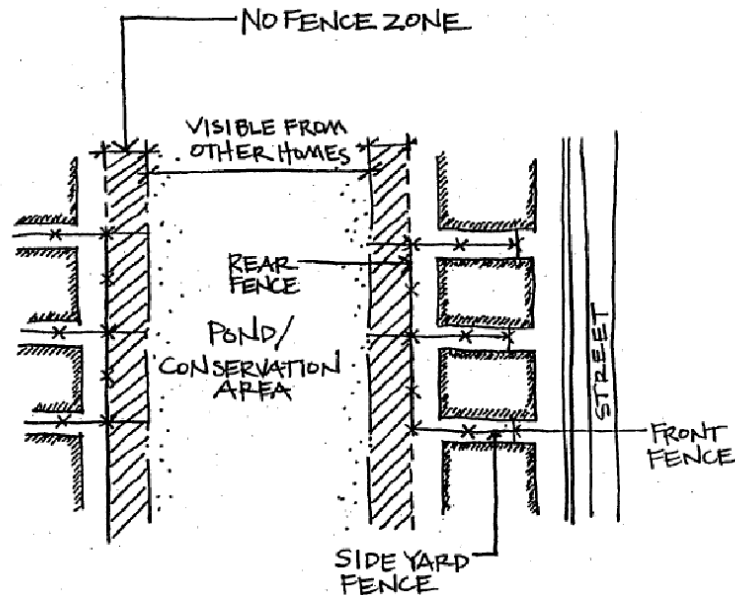 NO FENCE ZONE
VISIBLE FROM
OTHER HOMES
REAR
FENCE
POND/
CONSERVATION
AREA
STREET
FRONT
FENCE
SIDE YARD
FENCE